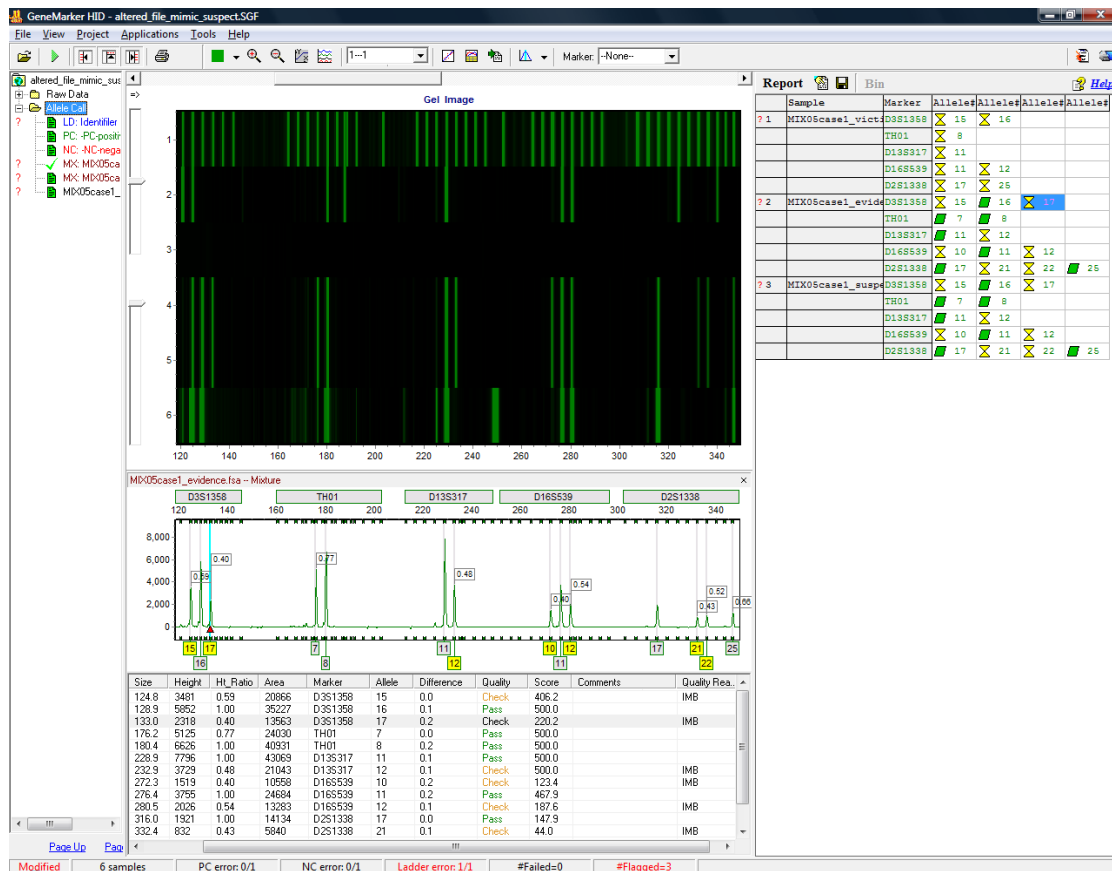 GeneMarker HID - altered_file_mimic_suspect.SGF
File View Project Applications Tools Help
1---1 Marker: --None--
altered_file_mimic_sus
Raw Data
Allele Call
? LD: Identifiler
PC: -PC-positr
NC: -NC-nega
? MX: MIX05ca
? MX: MIX05ca
? MIX05case1_
Page Up Pag
=>
Gel Image
1
2
3
4
5
6
120 140 160 180 200 220 240 260 280 300 320 340
MIX05case1_evidence.fsa -- Mixture
D3S1358 TH01 D13S317 D16S539 D2S1338
120 140 160 180 200 220 240 260 280 300 320 340
8,000
6,000
4,000
2,000
0
0.59 0.40 0.77 0.48 0.40 0.54 0.43 0.52 0.66
15 17 7 11 10 12 17 21 25
16 8 12 11 22
Size Height Ht_Ratio Area Marker Allele Difference Quality Score Comments Quality Rea..
124.8 3481 0.59 20866 D3S1358 15 0.0 Check 406.2 IMB
128.9 5852 1.00 35227 D3S1358 16 0.1 Pass 500.0
133.0 2318 0.40 13563 D3S1358 17 0.2 Check 220.2 IMB
176.2 5125 0.77 24030 TH01 7 0.0 Pass 500.0
180.4 6626 1.00 40931 TH01 8 0.2 Pass 500.0
228.9 7796 1.00 43069 D13S317 11 0.1 Pass 500.0
232.9 3729 0.48 21043 D13S317 12 0.1 Check 500.0 IMB
272.3 1519 0.40 10558 D16S539 10 0.2 Check 123.4 IMB
276.4 3755 1.00 24684 D16S539 11 0.2 Pass 467.9
280.5 2026 0.54 13283 D16S539 12 0.1 Check 187.6 IMB
316.0 1921 1.00 14134 D2S1338 17 0.0 Pass 147.9
332.4 832 0.43 5840 D2S1338 21 0.1 Check 44.0 IMB
Report Bin Help
Sample Marker Allele# Allele# Allele# Allele#
? 1 MIX05case1_victi D3S1358 15 16
TH01 8
D13S317 11
D16S539 11 12
D2S1338 17 25
? 2 MIX05case1_evide D3S1358 15 16 17
TH01 7 8
D13S317 11 12
D16S539 10 11 12
D2S1338 17 21 22 25
? 3 MIX05case1_suspe D3S1358 15 16 17
TH01 7 8
D13S317 11 12
D16S539 10 11 12
D2S1338 17 21 22 25
Modified 6 samples PC error: 0/1 NC error: 0/1 Ladder error: 1/1 #Failed=0 #Flagged=3